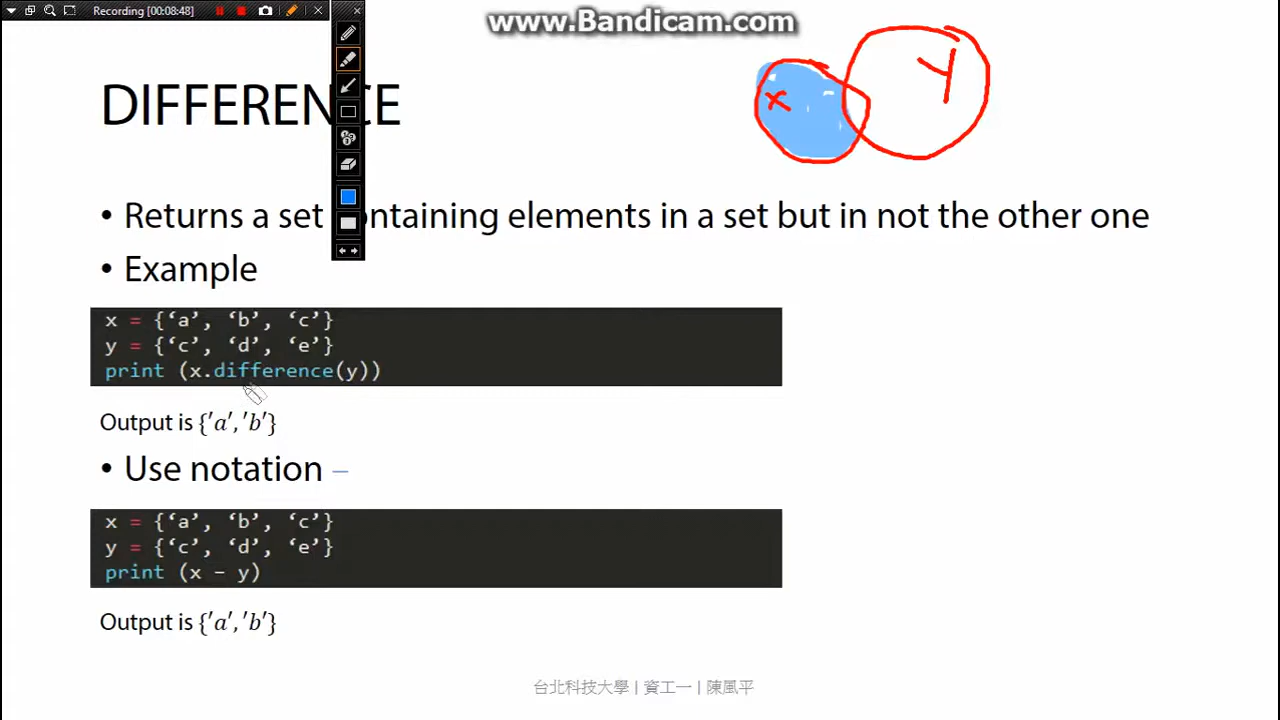 Recording [00:08:48]
www.Bandicam.com
x
Y
DIFFERENCE
• Returns a set containing elements in a set but in not the other one
• Example
x = {‘a’, ‘b’, ‘c’}
y = {‘c’, ‘d’, ‘e’}
print (x.difference(y))
Output is {′a′,′b′}
• Use notation –
x = {‘a’, ‘b’, ‘c’}
y = {‘c’, ‘d’, ‘e’}
print (x – y)
Output is {′a′,′b′}
台北科技大學 | 資工一 | 陳風平